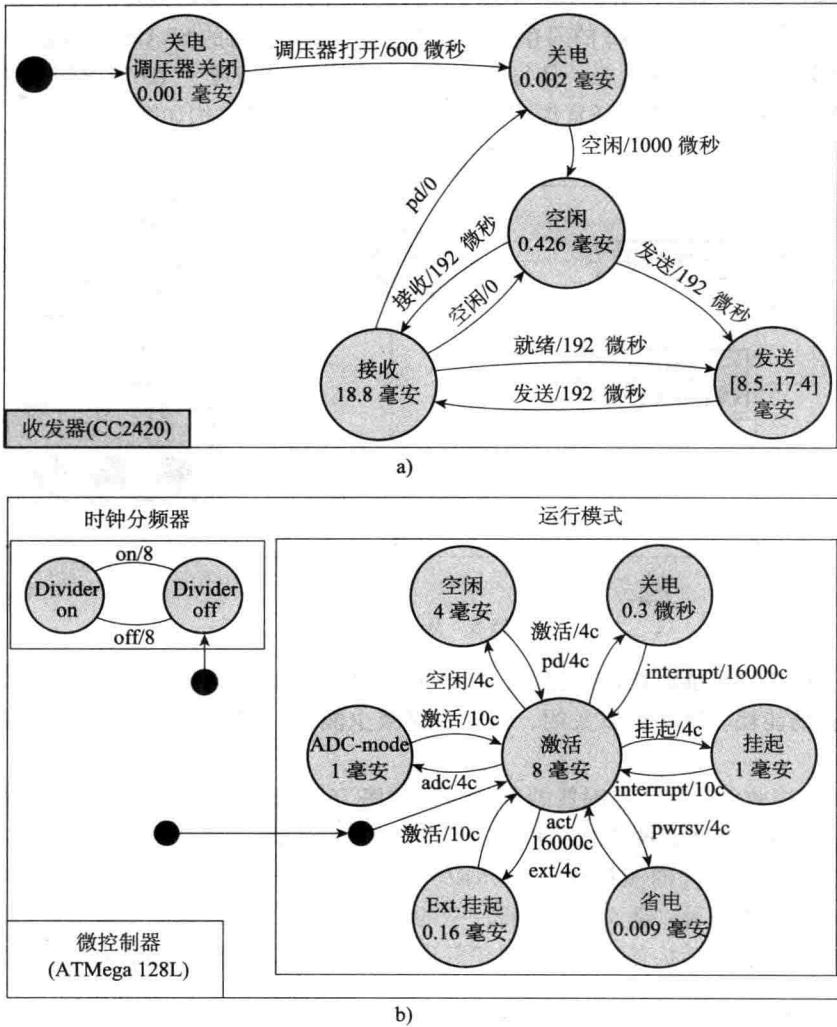 关电
调压器关闭
0.001 毫安
调压器打开/600 微秒
关电
0.002 毫安
空闲/1000 微秒
pd/0
空闲
0.426 毫安
接收/192 微秒
空闲/0
发送/192 微秒
接收
18.8 毫安
就绪/192 微秒
发送/192 微秒
发送
[8.5..17.4]
毫安
收发器(CC2420)
a)
时钟分频器
on/8
Divider
on
Divider
off
off/8
运行模式
空闲
4 毫安
关电
0.3 微秒
激活/4c
pd/4c
空闲/4c
interrupt/16000c
ADC-mode
1 毫安
激活/10c
adc/4c
激活
8 毫安
挂起/4c
interrupt/10c
挂起
1 毫安
激活/10c
act/
16000c
ext/4c
pwrsv/4c
Ext.挂起
0.16 毫安
省电
0.009 毫安
微控制器
(ATMega 128L)
b)